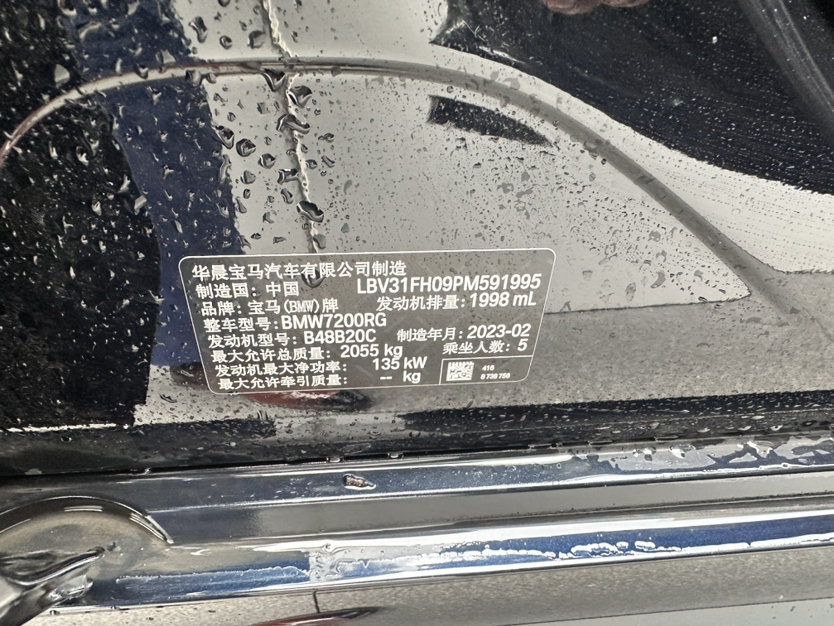 华晨宝马汽车有限公司制造
制造国: 中国 LBV31FH09PM591995
品牌: 宝马(BMW)牌 发动机排量: 1998 mL
整车型号: BMW7200RG
发动机型号: B48B20C 制造年月: 2023-02
最大允许总质量: 2055 kg 乘坐人数: 5
发动机最大净功率: 135 kW
最大允许牵引质量: -- kg
418
8 738 758